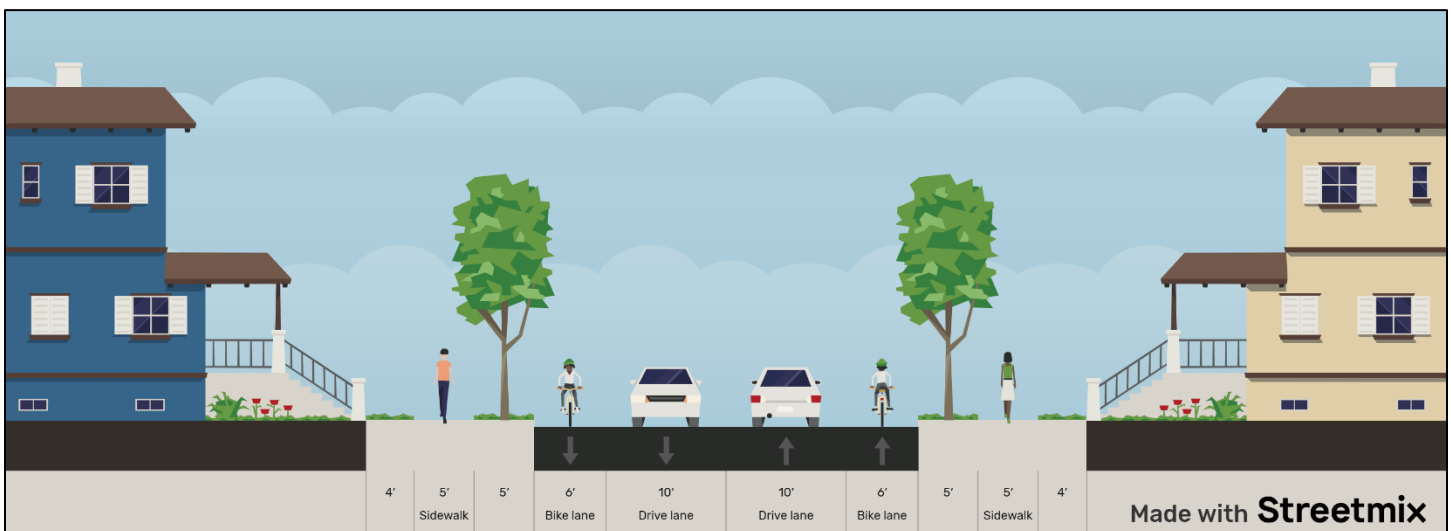 4' 5' 5' 6' 10' 10' 6' 5' 5' 4'
Sidewalk Bike lane Drive lane Drive lane Bike lane Sidewalk
Made with Streetmix